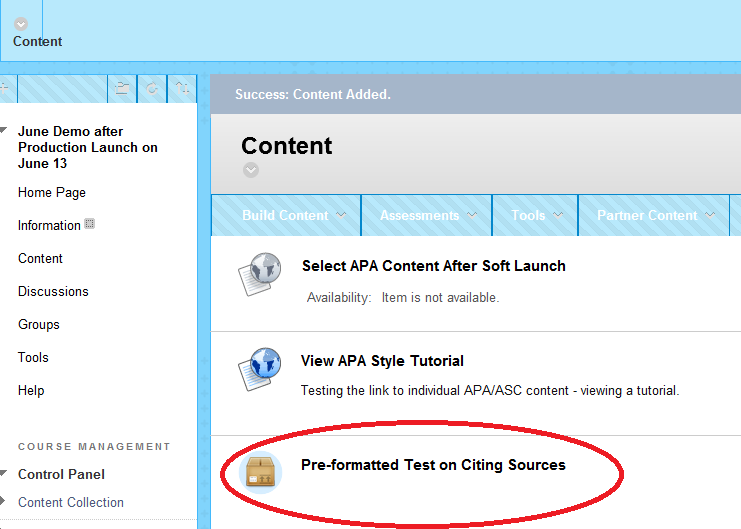 Content
June Demo after
Production Launch on
June 13
Home Page
Information
Content
Discussions
Groups
Tools
Help
COURSE MANAGEMENT
Control Panel
Content Collection
Success: Content Added.
Content
Build Content Assessments Tools Partner Content
Select APA Content After Soft Launch
Availability: Item is not available.
View APA Style Tutorial
Testing the link to individual APA/ASC content - viewing a tutorial.
Pre-formatted Test on Citing Sources